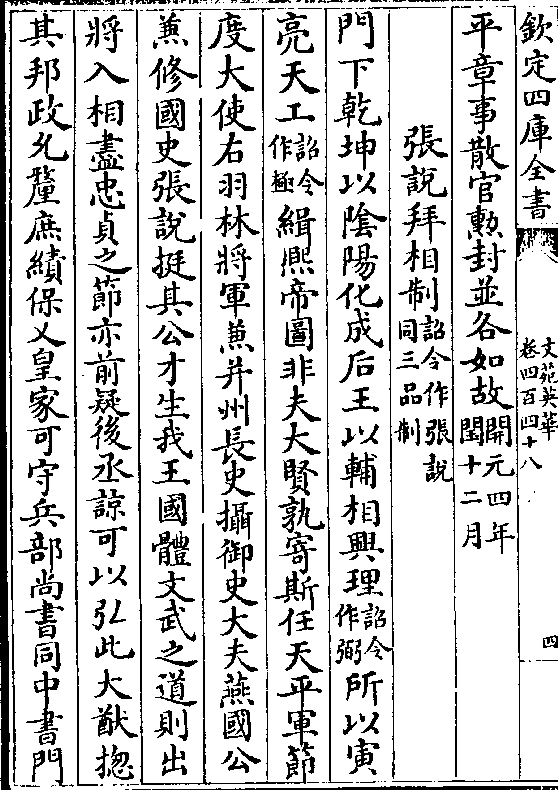 欽定四庫全書
文苑英華
卷四百四十八
四
平章事散官勲封並各如故開元四年閏十二月
張說拜相制詔令作張說同三品制
門下乾坤以陰陽化成后王以輔相興理詔令作弼所以寅
亮天工詔令作極緝熈帝圖非夫大賢孰寄斯任天平軍節
度大使右羽林將軍兼并州長史攝御史大夫燕國公
兼修國史張說挺其公才生我王國體文武之道則出
將入相盡忠貞之節亦前疑後丞諒可以弘此大猷揔
其邦政允釐庶績保乂皇家可守兵部尚書同中書門